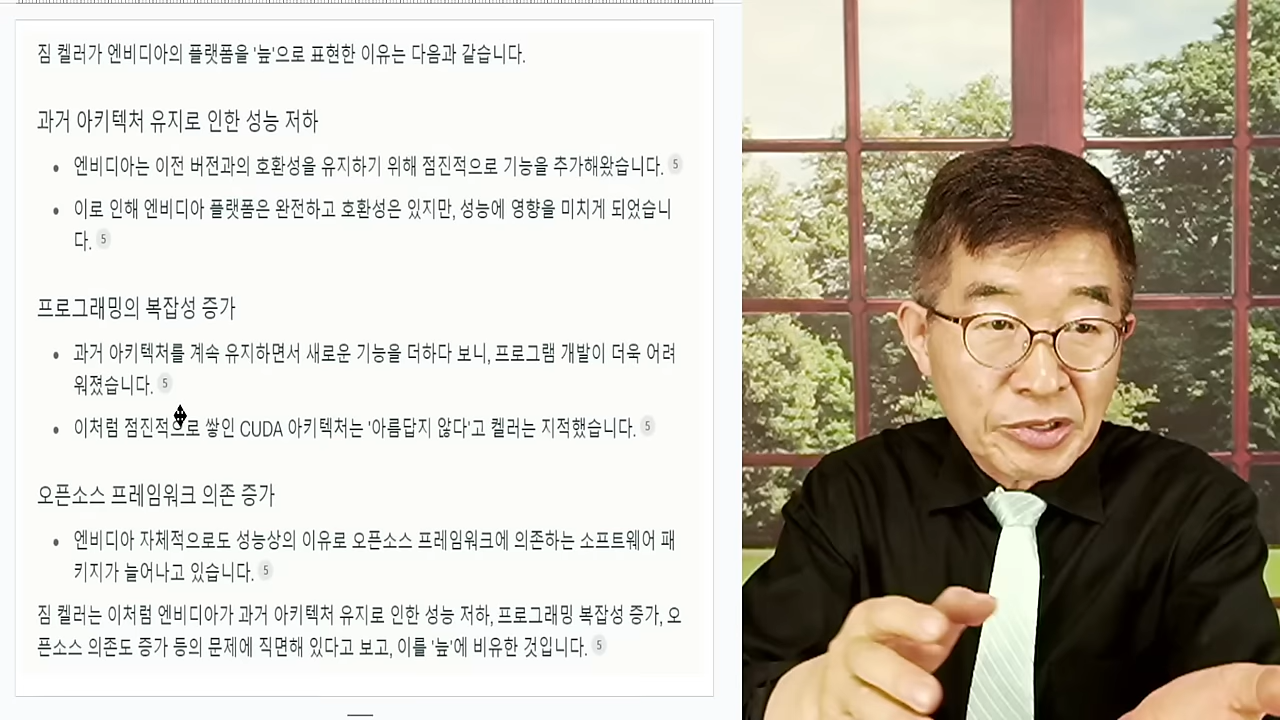 짐 켈러가 엔비디아의 플랫폼을 '늪'으로 표현한 이유는 다음과 같습니다.
과거 아키텍처 유지로 인한 성능 저하
• 엔비디아는 이전 버전과의 호환성을 유지하기 위해 점진적으로 기능을 추가해왔습니다. 5
• 이로 인해 엔비디아 플랫폼은 완전하고 호환성은 있지만, 성능에 영향을 미치게 되었습니
다. 5
프로그래밍의 복잡성 증가
• 과거 아키텍처를 계속 유지하면서 새로운 기능을 더하다 보니, 프로그램 개발이 더욱 어려
워졌습니다. 5
• 이처럼 점진적으로 쌓인 CUDA 아키텍처는 '아름답지 않다'고 켈러는 지적했습니다. 5
오픈소스 프레임워크 의존 증가
• 엔비디아 자체적으로도 성능상의 이유로 오픈소스 프레임워크에 의존하는 소프트웨어 패
키지가 늘어나고 있습니다. 5
짐 켈러는 이처럼 엔비디아가 과거 아키텍처 유지로 인한 성능 저하, 프로그래밍 복잡성 증가, 오
픈소스 의존도 증가 등의 문제에 직면해 있다고 보고, 이를 '늪'에 비유한 것입니다. 5